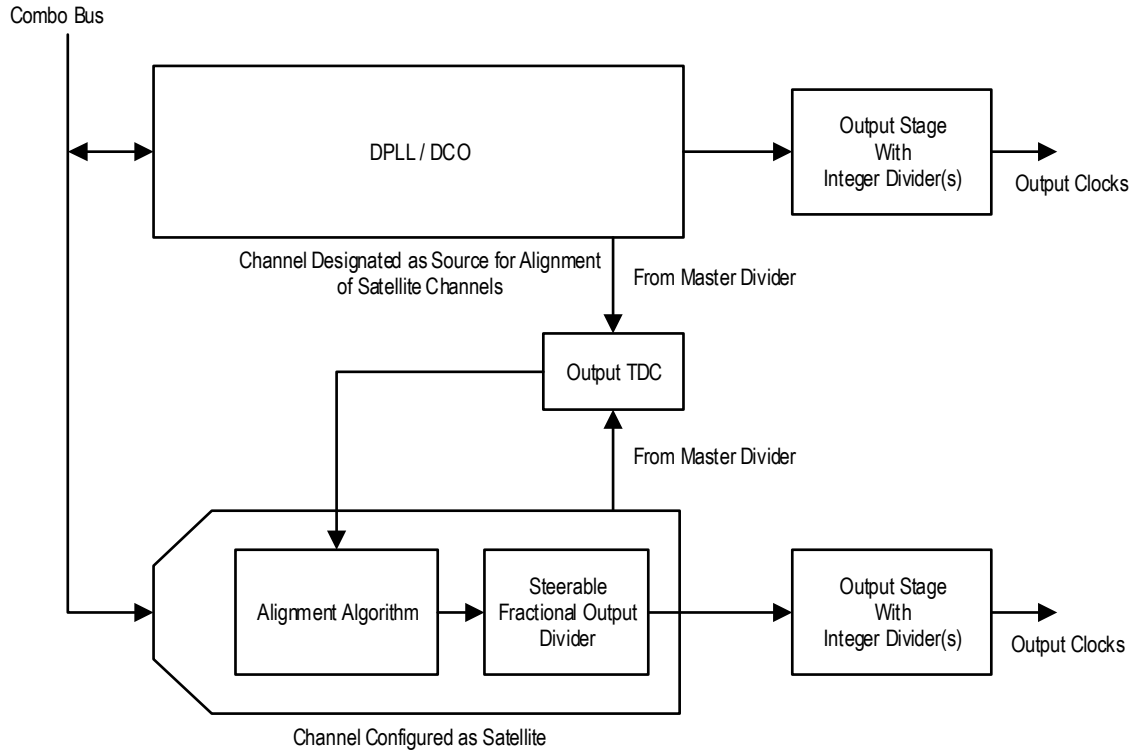 Combo Bus
DPLL / DCO
Output Stage
With
Integer Divider(s)
Output Clocks
Channel Designated as Source for Alignment
of Satellite Channels
From Master Divider
Output TDC
From Master Divider
Alignment Algorithm
Steerable
Fractional Output
Divider
Output Stage
With
Integer Divider(s)
Output Clocks
Channel Configured as Satellite